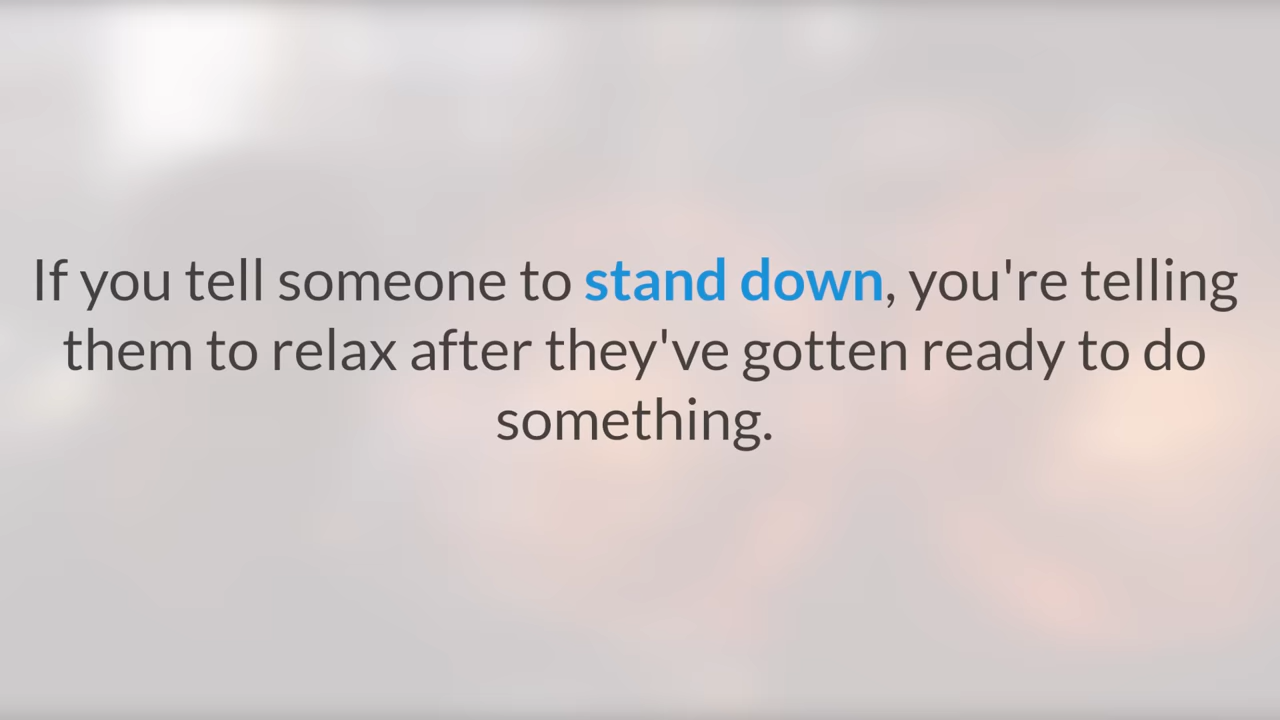 If you tell someone to stand down, you're telling
them to relax after they've gotten ready to do
something.